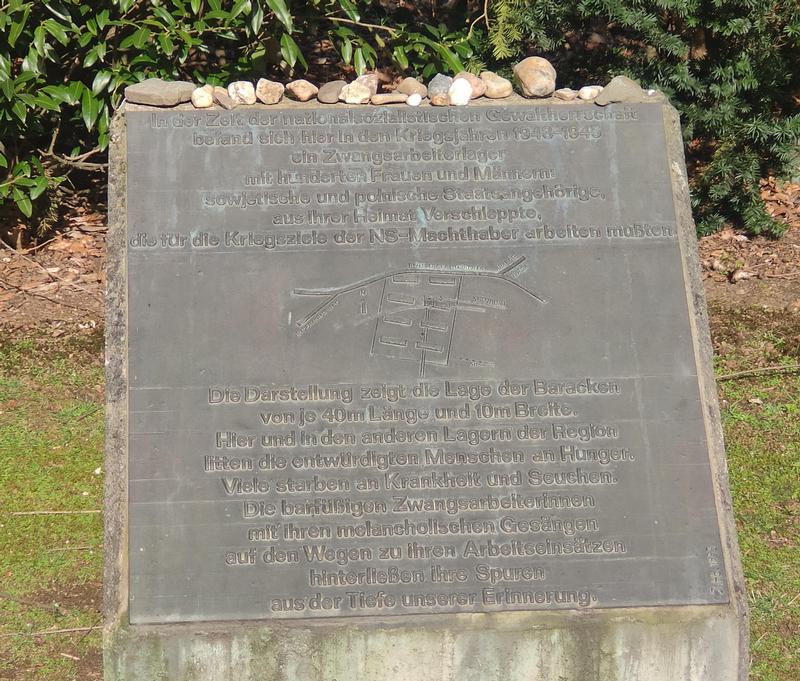 In der Zeit der nationalsozialistischen Gewaltherrschaft
befand sich hier in den Kriegsjahren 1943-1945
ein Zwangsarbeiterlager
mit hunderten Frauen und Männern:
sowjetische und polnische Staatsangehörige,
aus ihrer Heimat Verschleppte,
die für die Kriegsziele der NS-Machthaber arbeiten mußten.
N
Die Darstellung zeigt die Lage der Baracken
von je 40m Länge und 10m Breite.
Hier und in den anderen Lagern der Region
litten die entwürdigten Menschen an Hunger.
Viele starben an Krankheit und Seuchen.
Die barfüßigen Zwangsarbeiterinnen
mit ihren melancholischen Gesängen
auf den Wegen zu ihren Arbeitseinsätzen
hinterließen ihre Spuren
aus der Tiefe unserer Erinnerung.